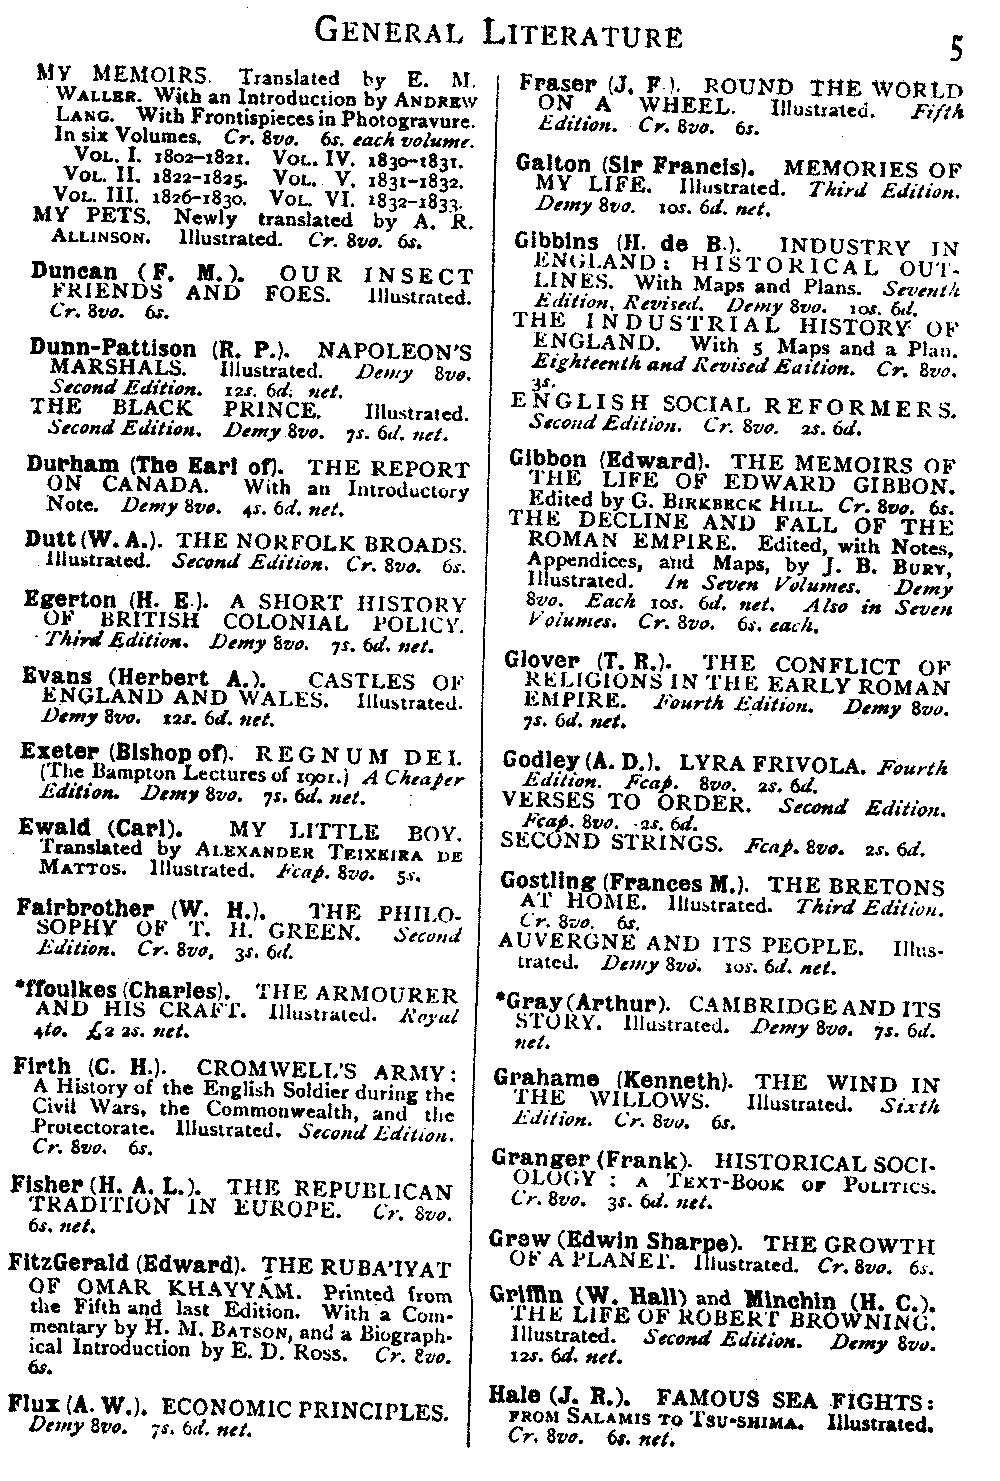 GENERAL LITERATURE
5
MY MEMOIRS. Translated by E. M.
WALLER. With an Introduction by ANDREW
LANG. With Frontispieces in Photogravure.
In six Volumes. Cr. 8vo. 6s. each volume.
VOL. I. 1802-1821. VOL. IV. 1830-1831.
VOL. II. 1822-1825. VOL. V. 1831-1832.
VOL. III. 1826-1830. VOL. VI. 1832-1833.
MY PETS. Newly translated by A. R.
ALLINSON. Illustrated. Cr. 8vo. 6s.
Duncan (F. M.). OUR INSECT
FRIENDS AND FOES. Illustrated.
Cr. 8vo. 6s.
Dunn-Pattison (R. P.). NAPOLEON'S
MARSHALS. Illustrated. Demy 8vo.
Second Edition. 12s. 6d. net.
THE BLACK PRINCE. Illustrated.
Second Edition. Demy 8vo. 7s. 6d. net.
Durham (The Earl of). THE REPORT
ON CANADA. With an Introductory
Note. Demy 8vo. 4s. 6d. net.
Dutt (W. A.). THE NORFOLK BROADS.
Illustrated. Second Edition. Cr. 8vo. 6s.
Egerton (H. E.). A SHORT HISTORY
OF BRITISH COLONIAL POLICY.
Third Edition. Demy 8vo. 7s. 6d. net.
Evans (Herbert A.). CASTLES OF
ENGLAND AND WALES. Illustrated.
Demy 8vo. 12s. 6d. net.
Exeter (Bishop of). REGNUM DEI.
(The Bampton Lectures of 1901.) A Cheaper
Edition. Demy 8vo. 7s. 6d. net.
Ewald (Carl). MY LITTLE BOY.
Translated by ALEXANDER TEIXEIRA DE
MATTOS. Illustrated. Fcap. 8vo. 5s.
Fairbrother (W. H.). THE PHILO-
SOPHY OF T. H. GREEN. Second
Edition. Cr. 8vo. 3s. 6d.
*ffoulkes (Charles). THE ARMOURER
AND HIS CRAFT. Illustrated. Royal
4to. £2 2s. net.
Firth (C. H.). CROMWELL'S ARMY:
A History of the English Soldier during the
Civil Wars, the Commonwealth, and the
Protectorate. Illustrated. Second Edition.
Cr. 8vo. 6s.
Fisher (H. A. L.). THE REPUBLICAN
TRADITION IN EUROPE. Cr. 8vo.
6s. net.
FitzGerald (Edward). THE RUBA'IYAT
OF OMAR KHAYYÁM. Printed from
the Fifth and last Edition. With a Com-
mentary by H. M. BATSON, and a Biograph-
ical Introduction by E. D. ROSS. Cr. 8vo.
6s.
Flux (A. W.). ECONOMIC PRINCIPLES.
Demy 8vo. 7s. 6d. net.
Fraser (J. F.). ROUND THE WORLD
ON A WHEEL. Illustrated. Fifth
Edition. Cr. 8vo. 6s.
Galton (Sir Francis). MEMORIES OF
MY LIFE. Illustrated. Third Edition.
Demy 8vo. 10s. 6d. net.
Gibbins (H. de B.). INDUSTRY IN
ENGLAND: HISTORICAL OUT-
LINES. With Maps and Plans. Seventh
Edition, Revised. Demy 8vo. 10s. 6d.
THE INDUSTRIAL HISTORY OF
ENGLAND. With 5 Maps and a Plan.
Eighteenth and Revised Edition. Cr. 8vo.
3s.
ENGLISH SOCIAL REFORMERS.
Second Edition. Cr. 8vo. 2s. 6d.
Gibbon (Edward). THE MEMOIRS OF
THE LIFE OF EDWARD GIBBON.
Edited by G. BIRKBECK HILL. Cr. 8vo. 6s.
THE DECLINE AND FALL OF THE
ROMAN EMPIRE. Edited, with Notes,
Appendices, and Maps, by J. B. BURY,
Illustrated. In Seven Volumes. Demy
8vo. Each 10s. 6d. net. Also in Seven
Volumes. Cr. 8vo. 6s. each.
Glover (T. R.). THE CONFLICT OF
RELIGIONS IN THE EARLY ROMAN
EMPIRE. Fourth Edition. Demy 8vo.
7s. 6d. net.
Godley (A. D.). LYRA FRIVOLA. Fourth
Edition. Fcap. 8vo. 2s. 6d.
VERSES TO ORDER. Second Edition.
Fcap. 8vo. 2s. 6d.
SECOND STRINGS. Fcap. 8vo. 2s. 6d.
Gostling (Frances M.). THE BRETONS
AT HOME. Illustrated. Third Edition.
Cr. 8vo. 6s.
AUVERGNE AND ITS PEOPLE. Illus-
trated. Demy 8vo. 10s. 6d. net.
*Gray (Arthur). CAMBRIDGE AND ITS
STORY. Illustrated. Demy 8vo. 7s. 6d.
net.
Grahame (Kenneth). THE WIND IN
THE WILLOWS. Illustrated. Sixth
Edition. Cr. 8vo. 6s.
Granger (Frank). HISTORICAL SOCI-
OLOGY: A TEXT-BOOK OF POLITICS.
Cr. 8vo. 3s. 6d. net.
Grew (Edwin Sharpe). THE GROWTH
OF A PLANET. Illustrated. Cr. 8vo. 6s.
Griffin (W. Hall) and Minchin (H. C.).
THE LIFE OF ROBERT BROWNING.
Illustrated. Second Edition. Demy 8vo.
12s. 6d. net.
Hale (J. R.). FAMOUS SEA FIGHTS:
FROM SALAMIS TO TSU-SHIMA. Illustrated.
Cr. 8vo. 6s. net.